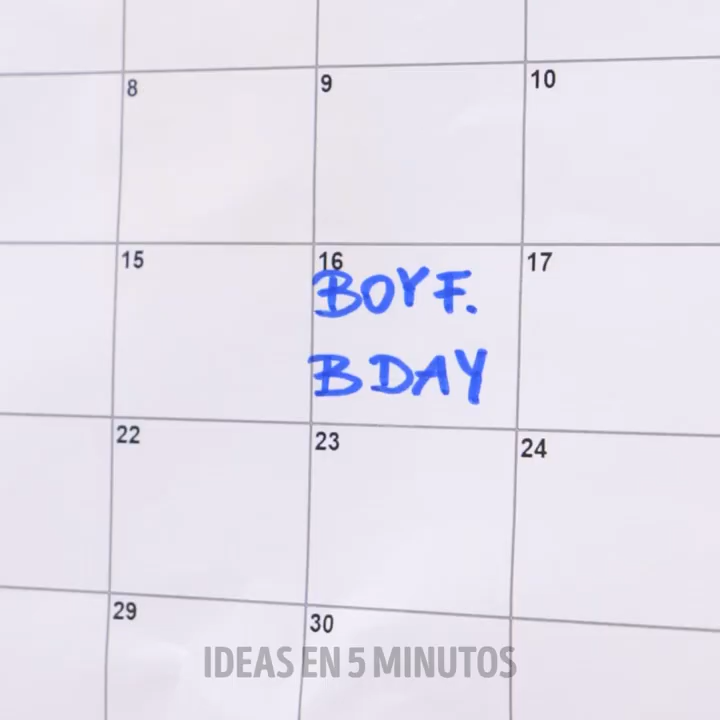 8 9 10
15 16 17
BOYF.
BDAY
22 23 24
29 30
IDEAS EN 5 MINUTOS